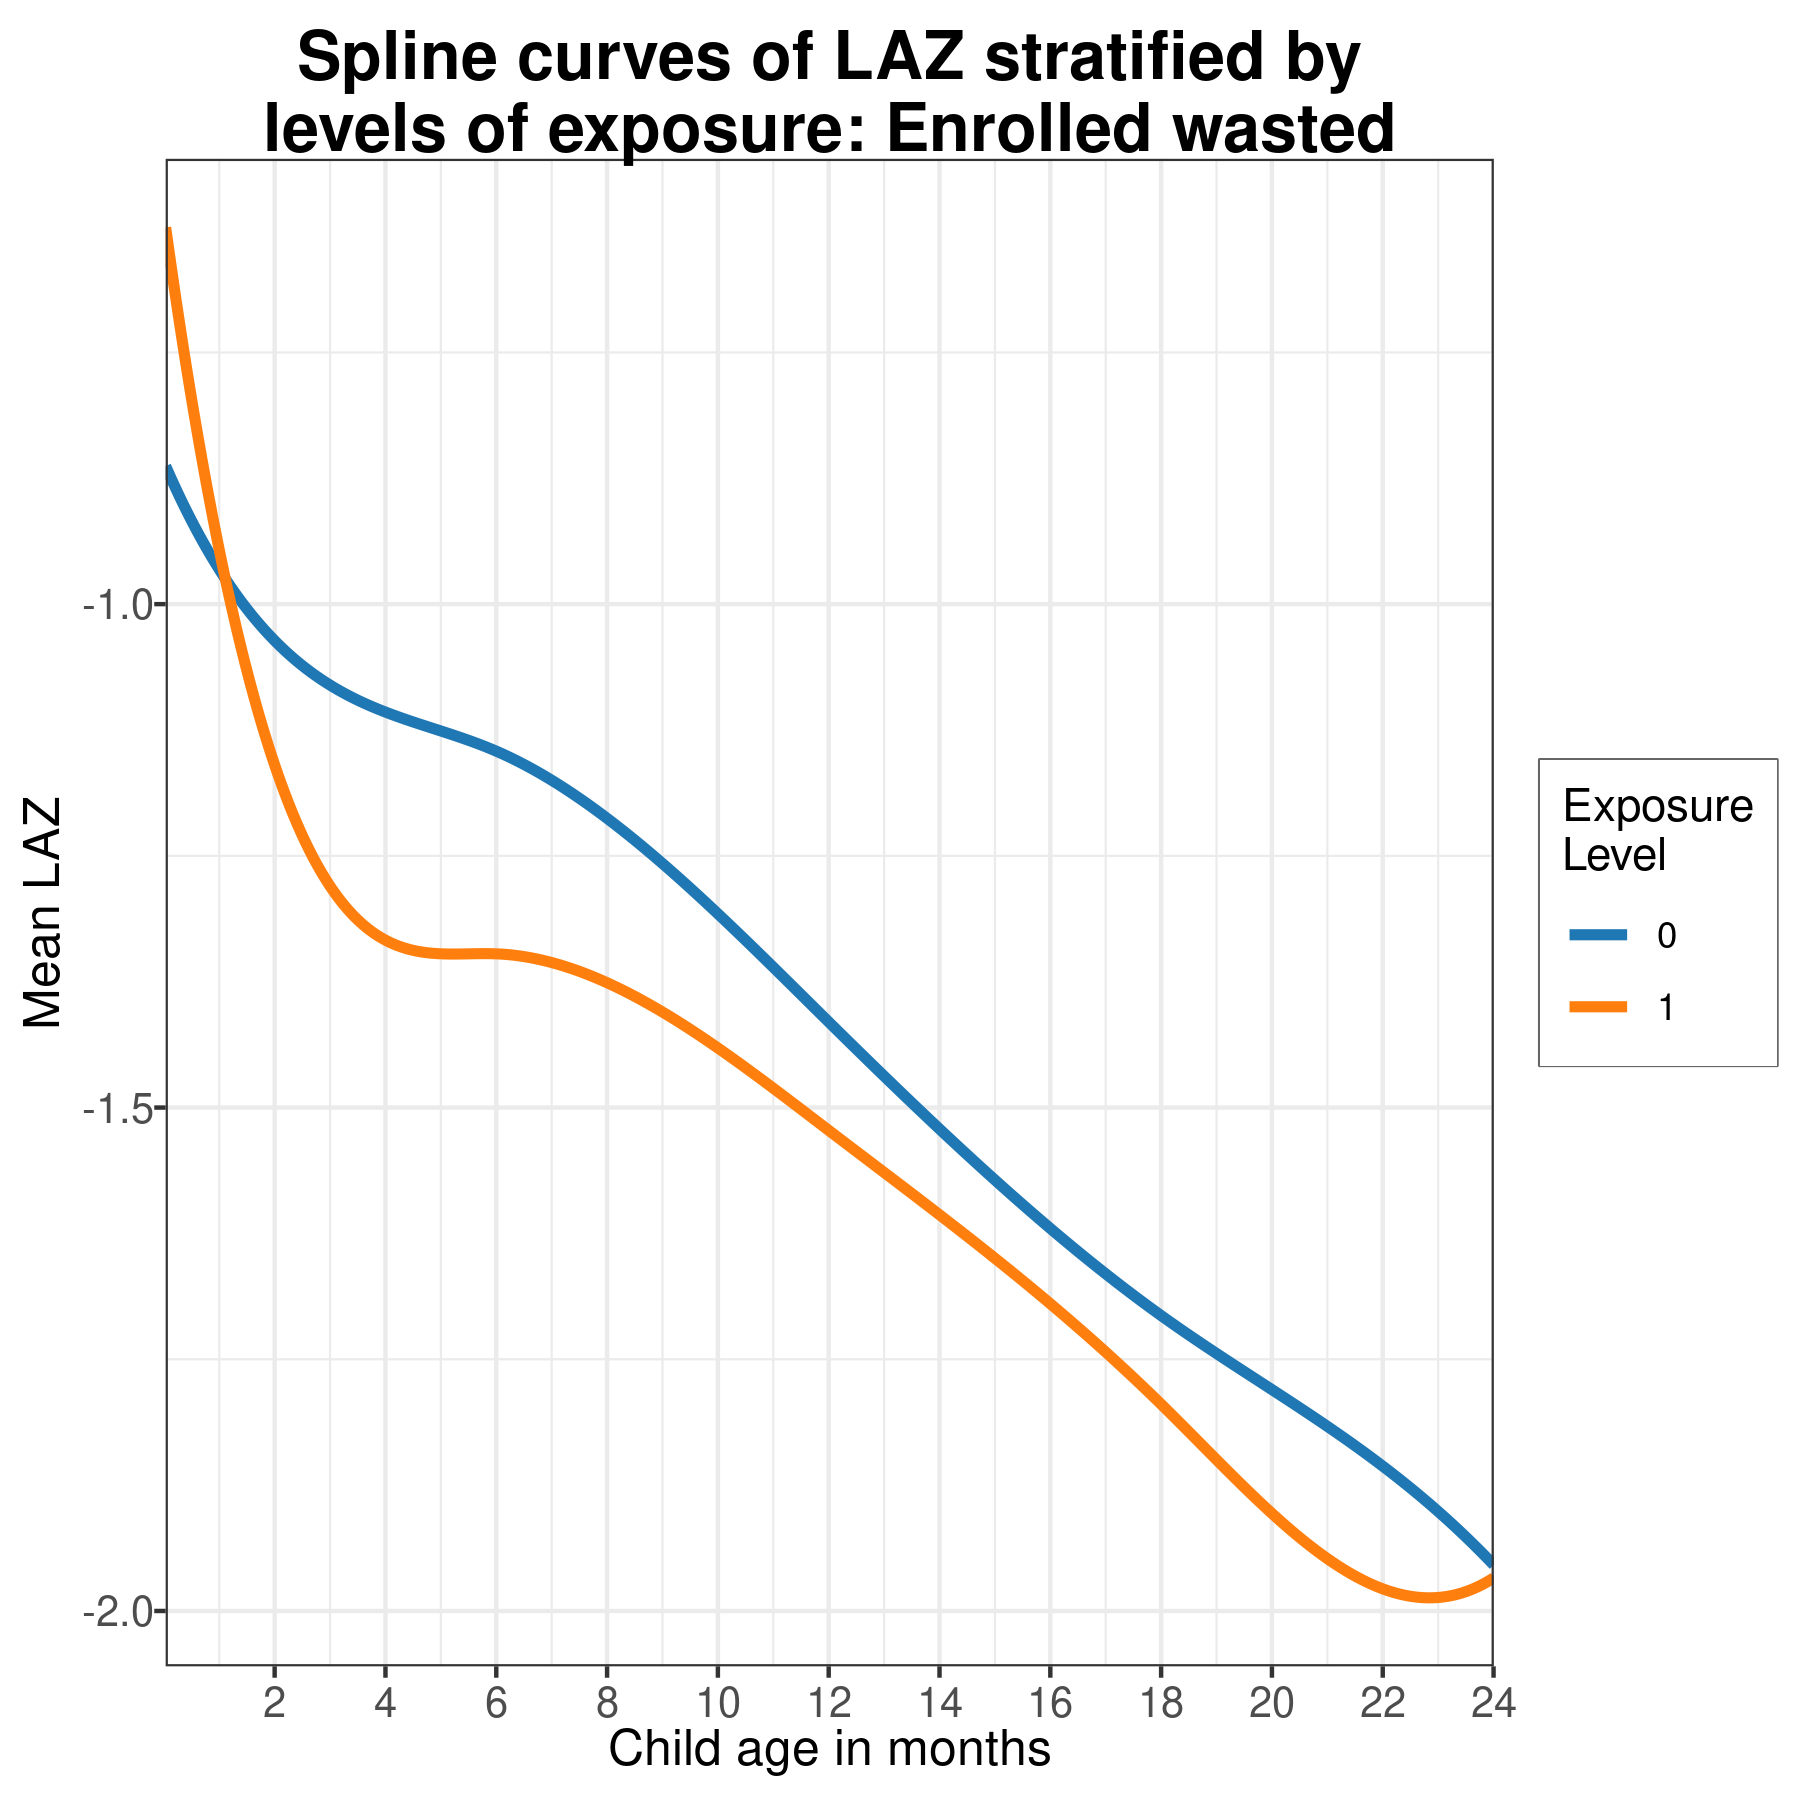 Spline curves of LAZ stratified by
levels of exposure: Enrolled wasted
Mean LAZ
-1.0
-1.5
-2.0
2 4 6 8 10 12 14 16 18 20 22 24
Child age in months
Exposure
Level
0
1